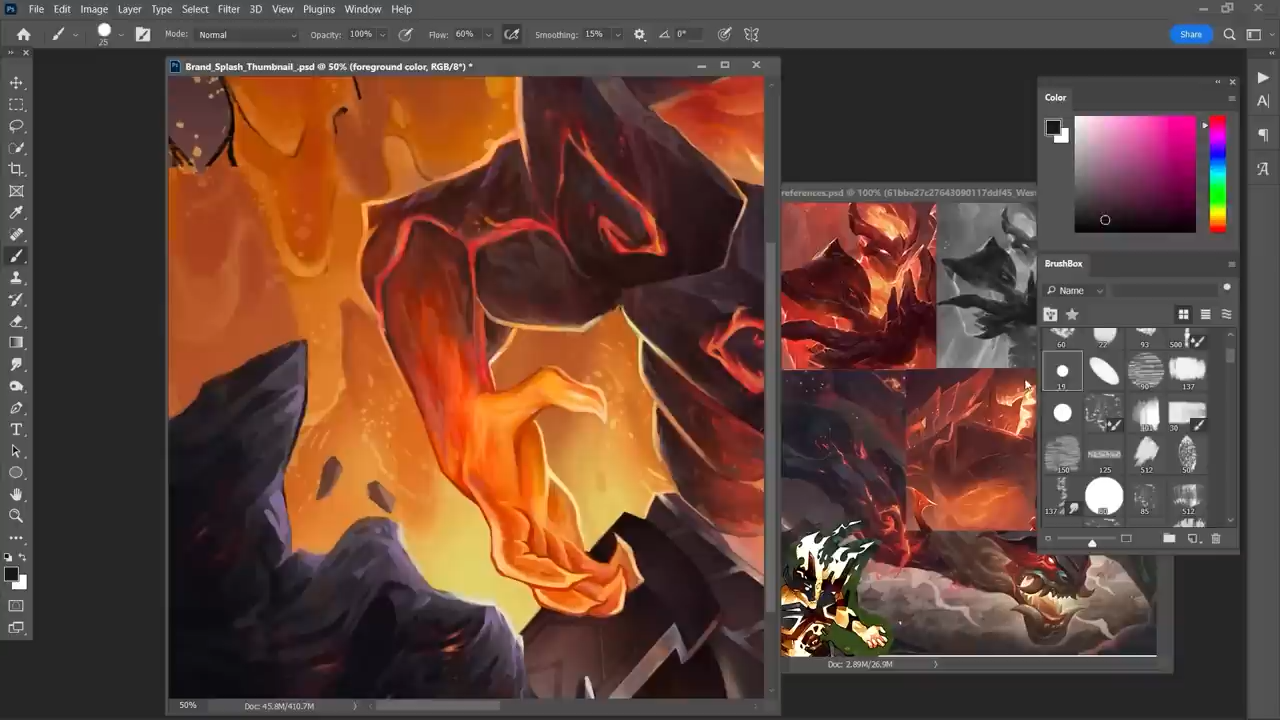 Ps File Edit Image Layer Type Select Filter 3D View Plugins Window Help
25 Mode: Normal Opacity: 100% Flow: 60% Smoothing: 15% 0° Share
Brand_Splash_Thumbnail_.psd @ 50% (foreground color, RGB/8*) *
Color
references.psd @ 100% (61bbe27c27643090117ddf45_Wes
BrushBox
Name
60 72 93 500
19 90 137
30
150 125 512 50
137 85 512
Doc: 2.89M/26.9M
50% Doc: 45.8M/410.7M